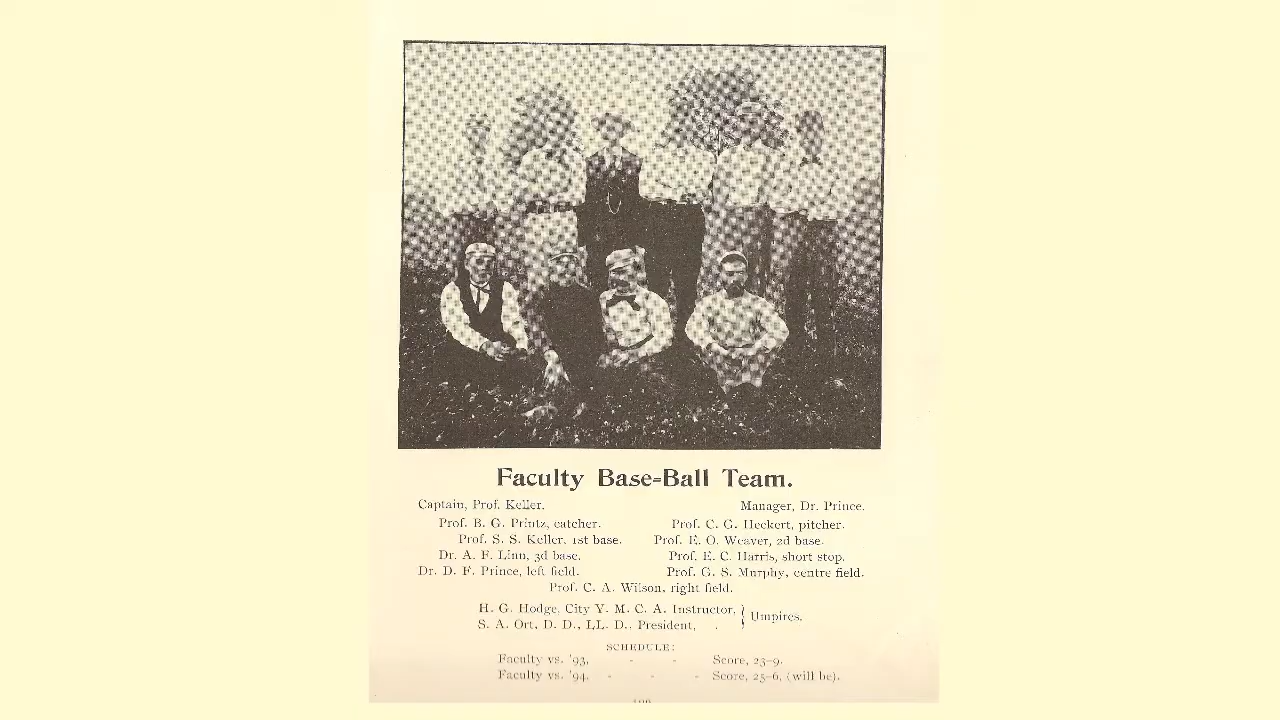 Faculty Base-Ball Team.
Captain, Prof. Keller. Manager, Dr. Prince.
Prof. B. G. Printz, catcher. Prof. C. G. Heckert, pitcher.
Prof. S. S. Keller, 1st base. Prof. E. O. Weaver, 2d base.
Dr. A. F. Linn, 3d base. Prof. E. C. Harris, short stop.
Dr. D. F. Prince, left field. Prof. G. S. Murphy, centre field.
Prof. C. A. Wilson, right field.
H. G. Hodge, City Y. M. C. A. Instructor, } Umpires.
S. A. Ort, D. D., LL. D., President, .
SCHEDULE:
Faculty vs. '93, - - Score, 23-9.
Faculty vs. '94, - - - Score, 25-6, (will be).